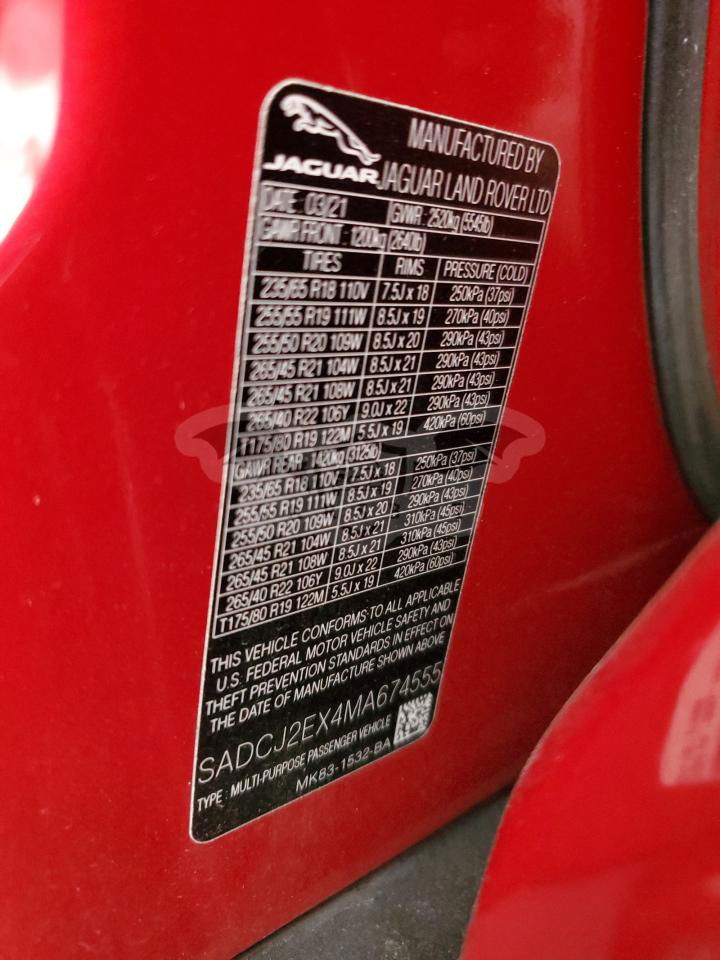 JAGUAR
MANUFACTURED BY
JAGUAR LAND ROVER LTD
DATE : 03/21 GVWR : 2520kg (5545lb)
GAWR FRONT : 1200kg (2640lb)
TIRES RIMS PRESSURE (COLD)
235/65 R18 110V 7.5J x 18 250kPa (37psi)
255/55 R19 111W 8.5J x 19 270kPa (40psi)
255/50 R20 109W 8.5J x 20 290kPa (43psi)
265/45 R21 104W 8.5J x 21 290kPa (43psi)
265/45 R21 108W 8.5J x 21 290kPa (43psi)
265/40 R22 106Y 9.0J x 22 290kPa (43psi)
T175/80 R19 122M 5.5J x 19 420kPa (60psi)
GAWR REAR : 1420kg (3125lb)
235/65 R18 110V 7.5J x 18 250kPa (37psi)
255/55 R19 111W 8.5J x 19 270kPa (40psi)
255/50 R20 109W 8.5J x 20 290kPa (43psi)
265/45 R21 104W 8.5J x 21 310kPa (45psi)
265/45 R21 108W 8.5J x 21 310kPa (45psi)
265/40 R22 106Y 9.0J x 22 290kPa (43psi)
T175/80 R19 122M 5.5J x 19 420kPa (60psi)
THIS VEHICLE CONFORMS TO ALL APPLICABLE
U.S. FEDERAL MOTOR VEHICLE SAFETY AND
THEFT PREVENTION STANDARDS IN EFFECT ON
THE DATE OF MANUFACTURE SHOWN ABOVE
SADCJ2EX4MA674555
TYPE : MULTI-PURPOSE PASSENGER VEHICLE
MK83-1532-BA